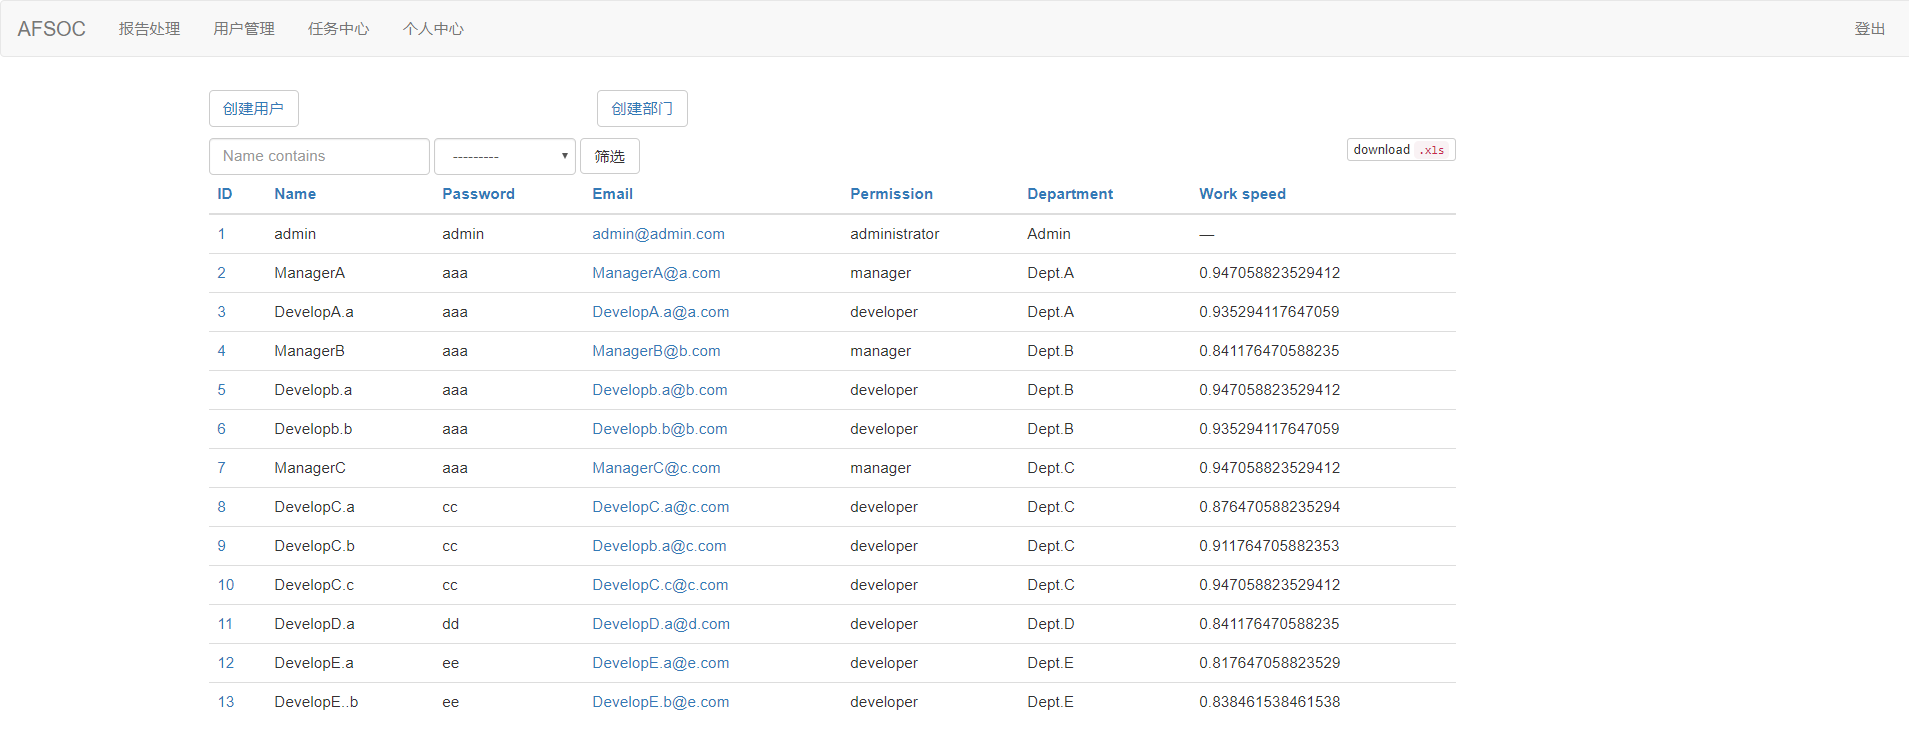 AFSOC 报告处理 用户管理 任务中心 个人中心 登出
创建用户 创建部门
Name contains --------- 筛选 download .xls
ID Name Password Email Permission Department Work speed
1 admin admin admin@admin.com administrator Admin —
2 ManagerA aaa ManagerA@a.com manager Dept.A 0.947058823529412
3 DevelopA.a aaa DevelopA.a@a.com developer Dept.A 0.935294117647059
4 ManagerB aaa ManagerB@b.com manager Dept.B 0.841176470588235
5 Developb.a aaa Developb.a@b.com developer Dept.B 0.947058823529412
6 Developb.b aaa Developb.b@b.com developer Dept.B 0.935294117647059
7 ManagerC aaa ManagerC@c.com manager Dept.C 0.947058823529412
8 DevelopC.a cc DevelopC.a@c.com developer Dept.C 0.876470588235294
9 DevelopC.b cc Developb.a@c.com developer Dept.C 0.911764705882353
10 DevelopC.c cc DevelopC.c@c.com developer Dept.C 0.947058823529412
11 DevelopD.a dd DevelopD.a@d.com developer Dept.D 0.841176470588235
12 DevelopE.a ee DevelopE.a@e.com developer Dept.E 0.817647058823529
13 DevelopE..b ee DevelopE.b@e.com developer Dept.E 0.838461538461538